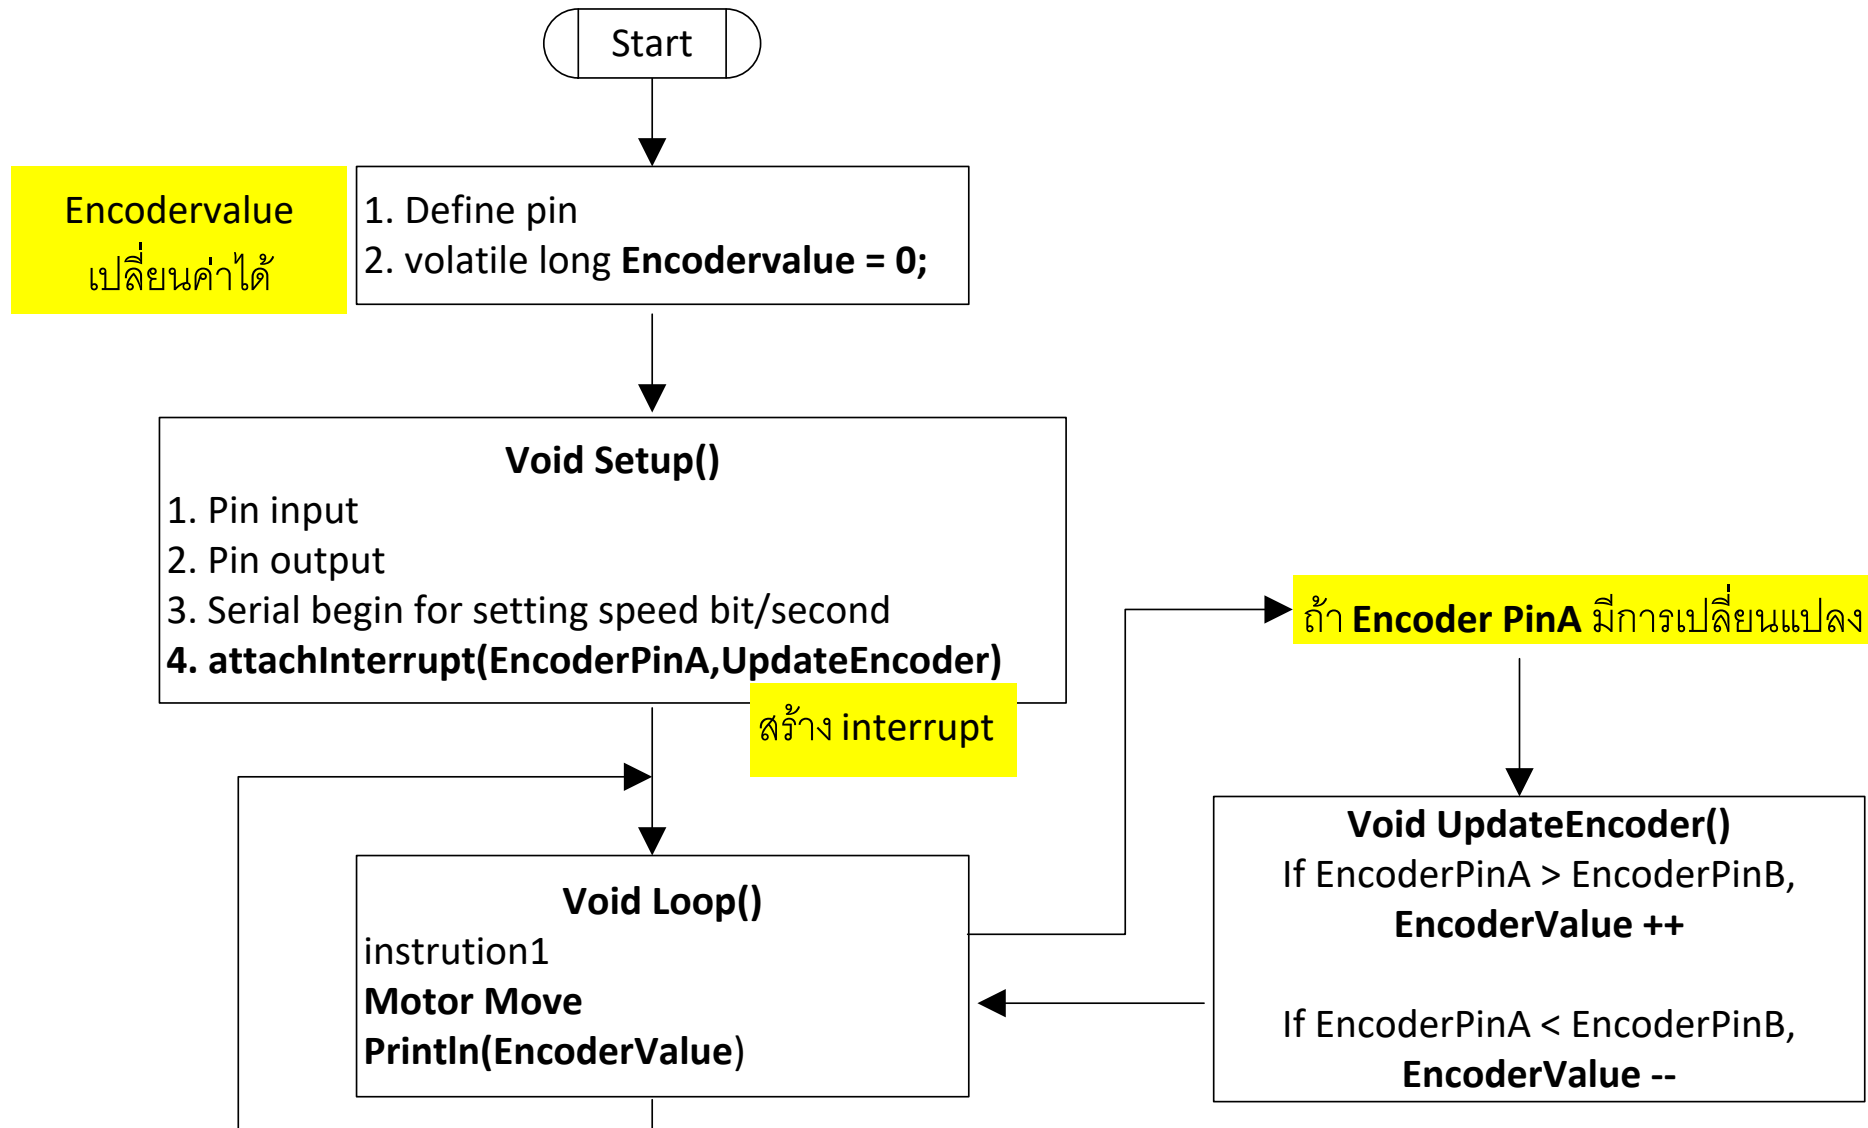 Start
Encodervalue
เปลี่ยนค่าได้
1. Define pin
2. volatile long Encodervalue = 0;
Void Setup()
1. Pin input
2. Pin output
3. Serial begin for setting speed bit/second
4. attachInterrupt(EncoderPinA,UpdateEncoder)
สร้าง interrupt
ถ้า Encoder PinA มีการเปลี่ยนแปลง
Void Loop()
instrution1
Motor Move
Println(EncoderValue)
Void UpdateEncoder()
If EncoderPinA > EncoderPinB,
EncoderValue ++
If EncoderPinA < EncoderPinB,
EncoderValue --